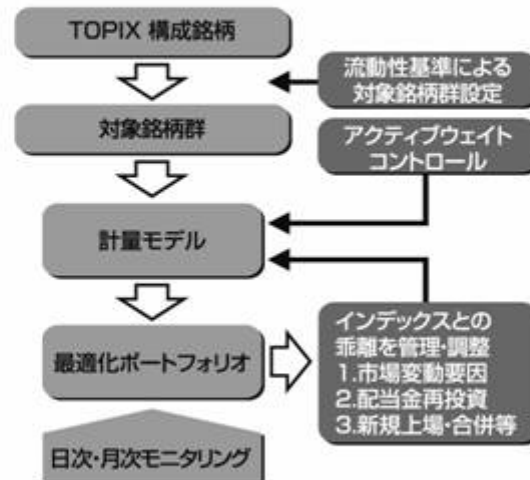 TOPIX 構成銘柄
流動性基準による
対象銘柄群設定
対象銘柄群
アクティブウェイト
コントロール
計量モデル
最適化ポートフォリオ
インデックスとの
乖離を管理・調整
1.市場変動要因
2.配当金再投資
3.新規上場・合併等
日次・月次モニタリング